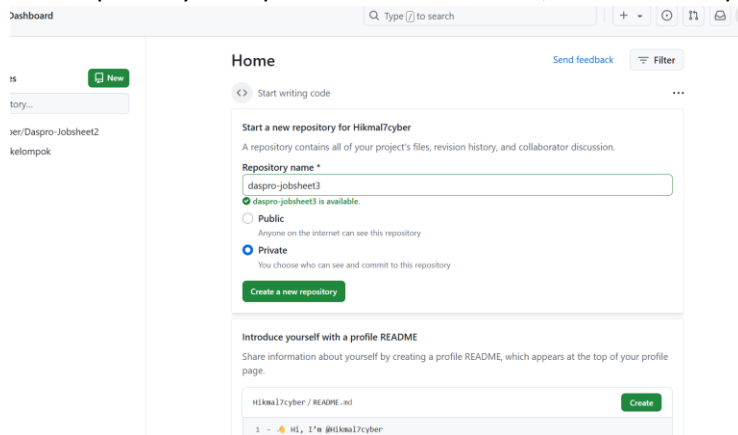 Dashboard
Type / to search
Home
Send feedback
Filter
New
Start writing code
er/Daspro-Jobsheet2
kelompok
Start a new repository for Hikmal7cyber
A repository contains all of your project's files, revision history, and collaborator discussion.
Repository name *
daspro-jobsheet3
daspro-jobsheet3 is available.
Public
Anyone on the internet can see this repository
Private
You choose who can see and commit to this repository
Create a new repository
Introduce yourself with a profile README
Share information about yourself by creating a profile README, which appears at the top of your profile
page.
Hikmal7cyber / README.md
Create
1 - 👋 Hi, I'm @Hikmal7cyber